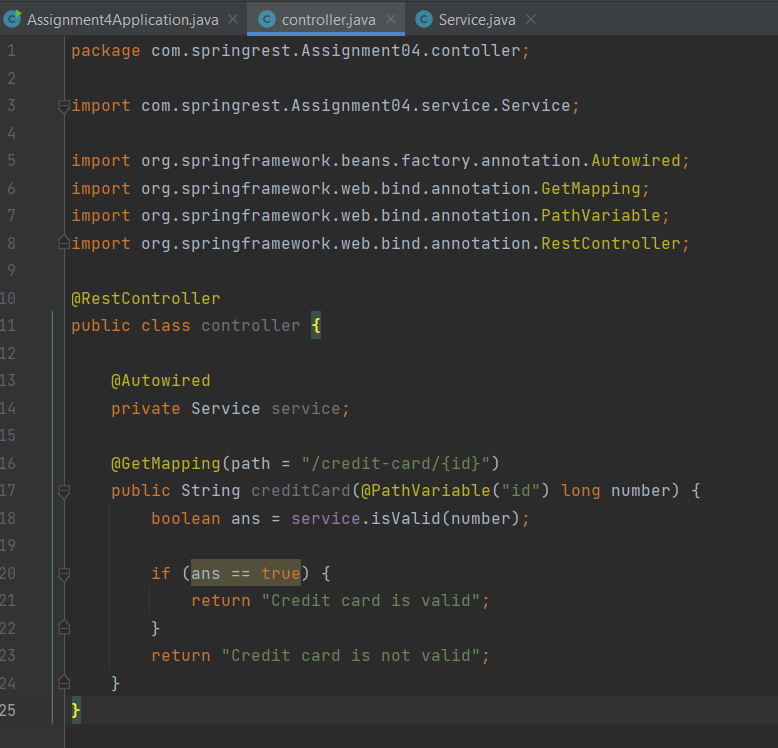 Assignment4Application.java controller.java Service.java
1 package com.springrest.Assignment04.contoller;
2
3 import com.springrest.Assignment04.service.Service;
4
5 import org.springframework.beans.factory.annotation.Autowired;
6 import org.springframework.web.bind.annotation.GetMapping;
7 import org.springframework.web.bind.annotation.PathVariable;
8 import org.springframework.web.bind.annotation.RestController;
9
10 @RestController
11 public class controller {
12
13 @Autowired
14 private Service service;
15
16 @GetMapping(path = "/credit-card/{id}")
17 public String creditCard(@PathVariable("id") long number) {
18 boolean ans = service.isValid(number);
19
20 if (ans == true) {
21 return "Credit card is valid";
22 }
23 return "Credit card is not valid";
24 }
25 }